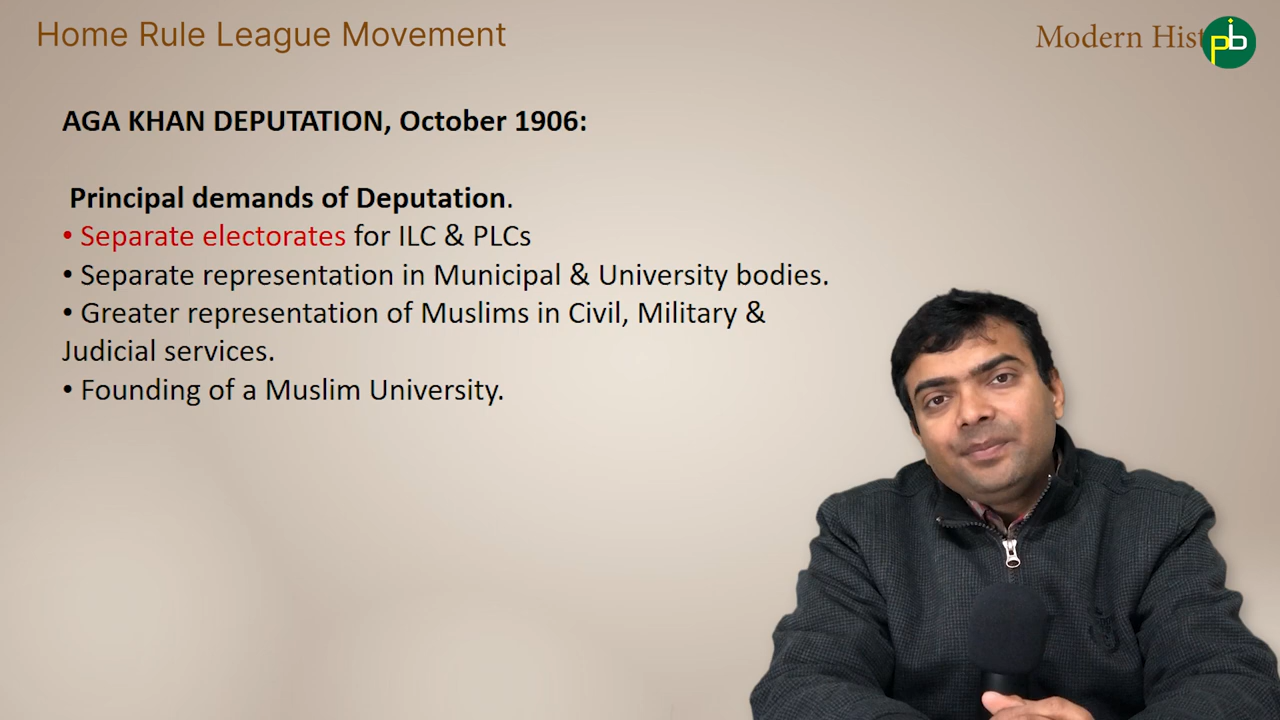 Home Rule League Movement
Modern Hist
pib
AGA KHAN DEPUTATION, October 1906:
Principal demands of Deputation.
• Separate electorates for ILC & PLCs
• Separate representation in Municipal & University bodies.
• Greater representation of Muslims in Civil, Military &
Judicial services.
• Founding of a Muslim University.